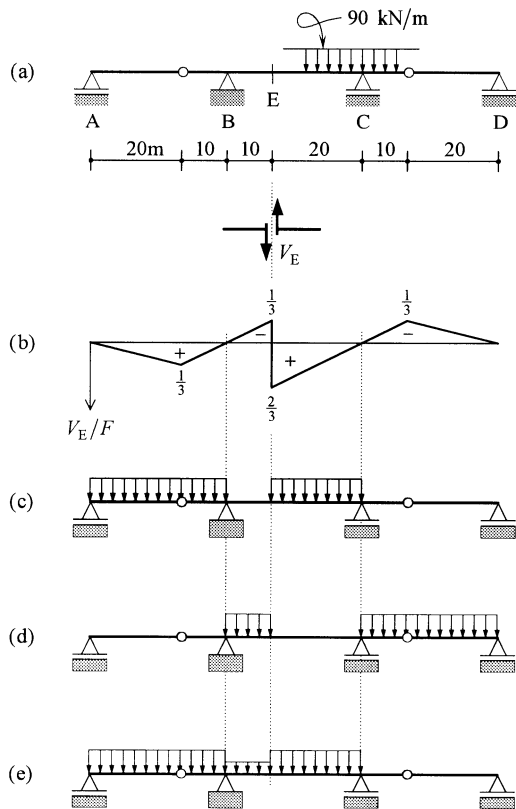 90 kN/m
(a)
A B E C D
20m 10 10 20 10 20
V_E
(b)
1/3 1/3
− −
+ +
1/3 2/3
V_E/F
(c)
(d)
(e)